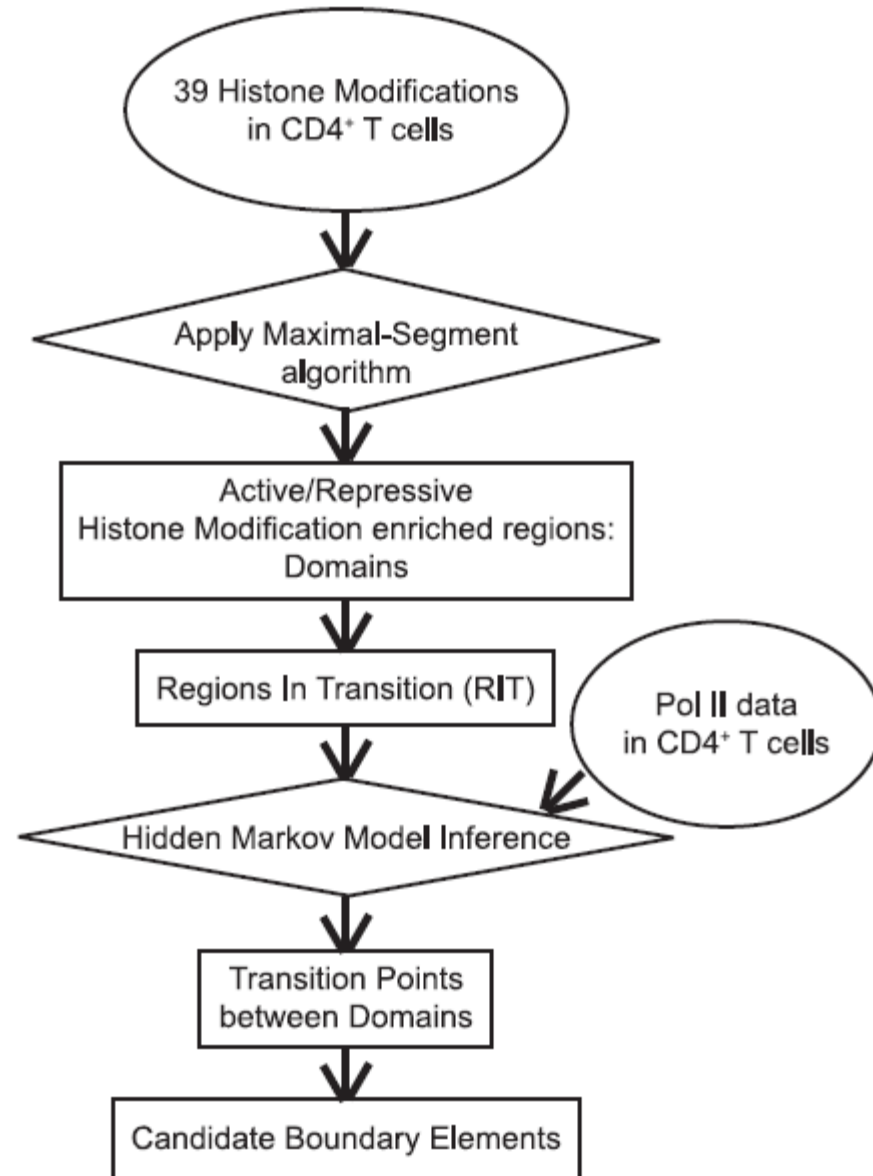 39 Histone Modifications
in CD4⁺ T cells
Apply Maximal-Segment
algorithm
Active/Repressive
Histone Modification enriched regions:
Domains
Regions In Transition (RIT)
Pol II data
in CD4⁺ T cells
Hidden Markov Model Inference
Transition Points
between Domains
Candidate Boundary Elements